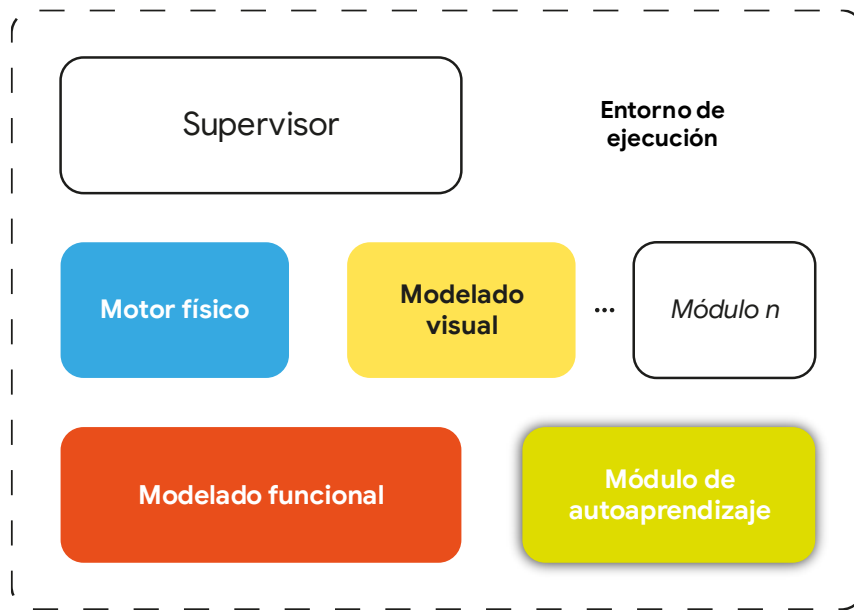 Supervisor
Entorno de
ejecución
Motor físico
Modelado
visual
...
Módulo n
Modelado funcional
Módulo de
autoaprendizaje